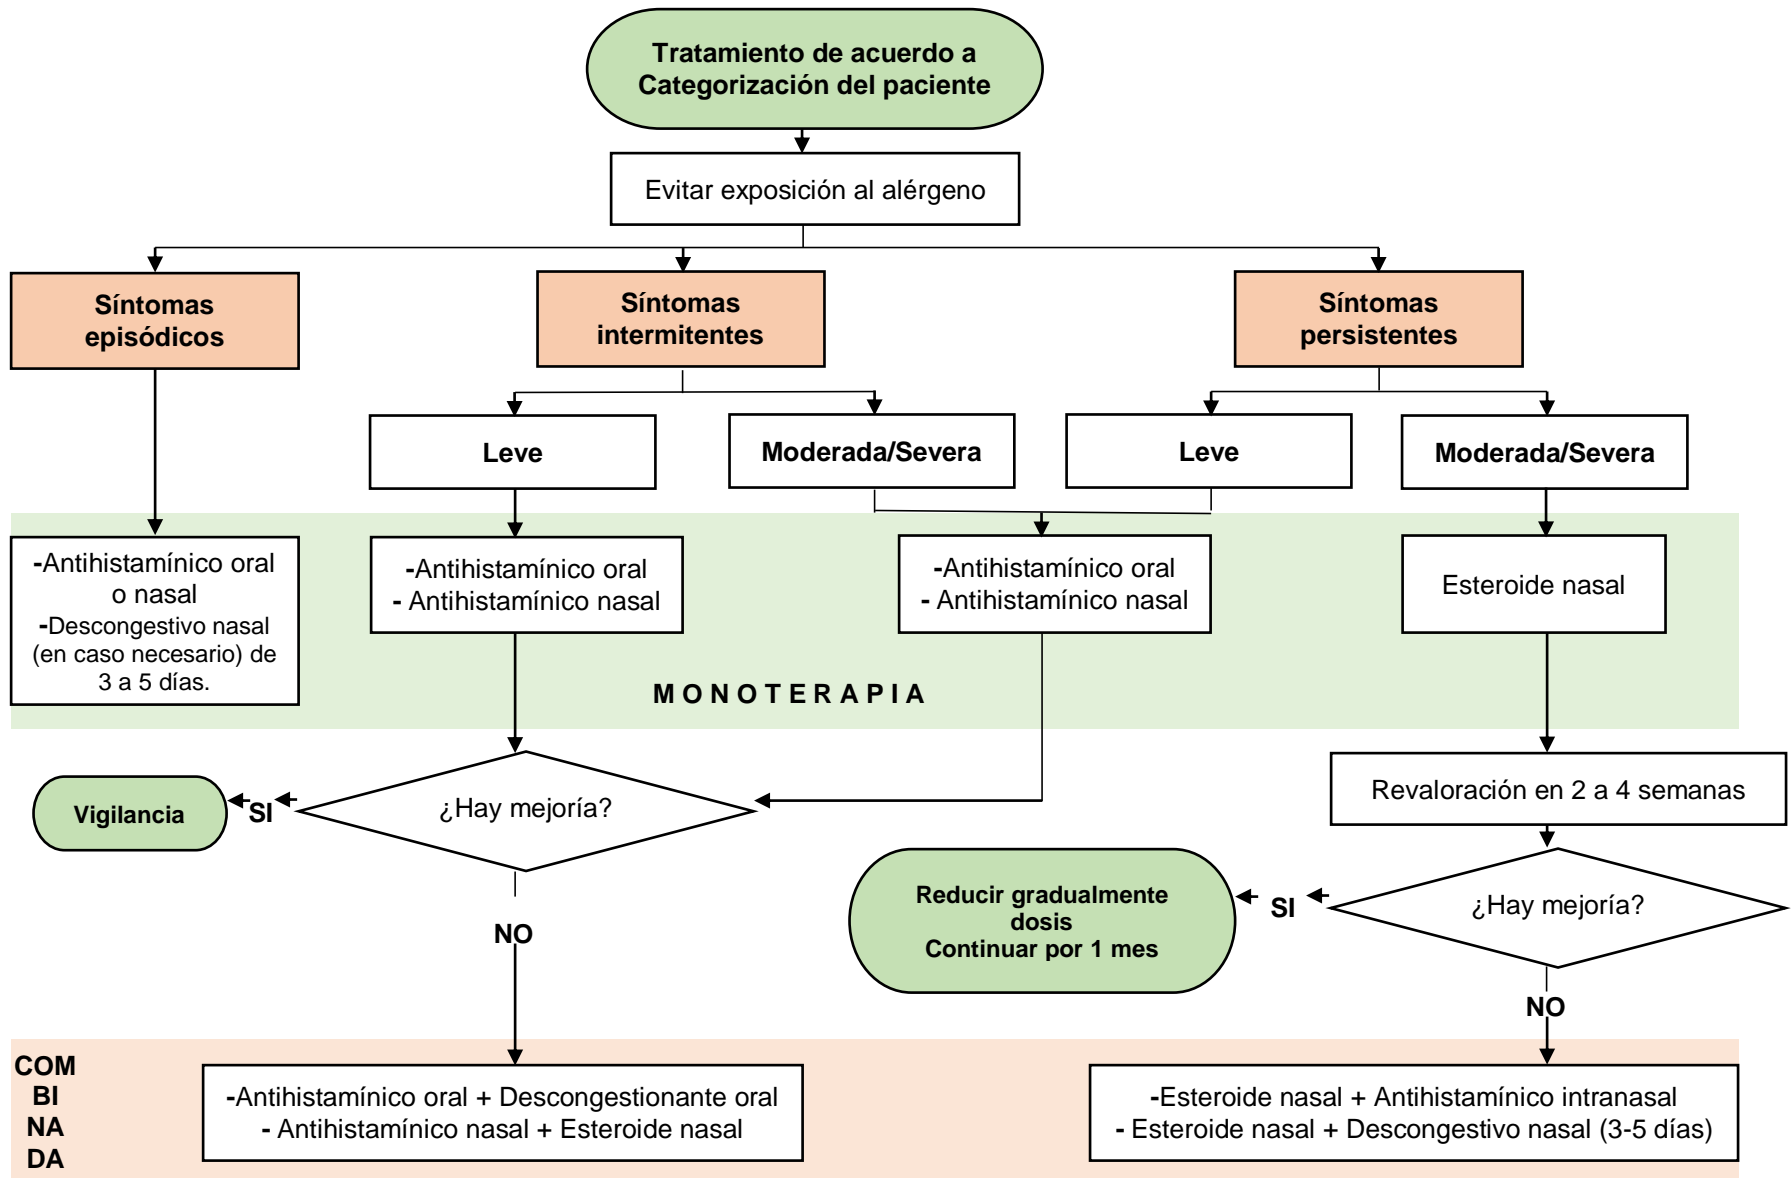 Tratamiento de acuerdo a
Categorización del paciente
Evitar exposición al alérgeno
Síntomas
episódicos
Síntomas
intermitentes
Síntomas
persistentes
Leve
Moderada/Severa
Leve
Moderada/Severa
-Antihistamínico oral
o nasal
-Descongestivo nasal
(en caso necesario) de
3 a 5 días.
-Antihistamínico oral
- Antihistamínico nasal
-Antihistamínico oral
- Antihistamínico nasal
Esteroide nasal
M O N O T E R A P I A
Vigilancia
SI
¿Hay mejoría?
Revaloración en 2 a 4 semanas
Reducir gradualmente
dosis
Continuar por 1 mes
SI
¿Hay mejoría?
NO
NO
COM
BI
NA
DA
-Antihistamínico oral + Descongestionante oral
- Antihistamínico nasal + Esteroide nasal
-Esteroide nasal + Antihistamínico intranasal
- Esteroide nasal + Descongestivo nasal (3-5 días)